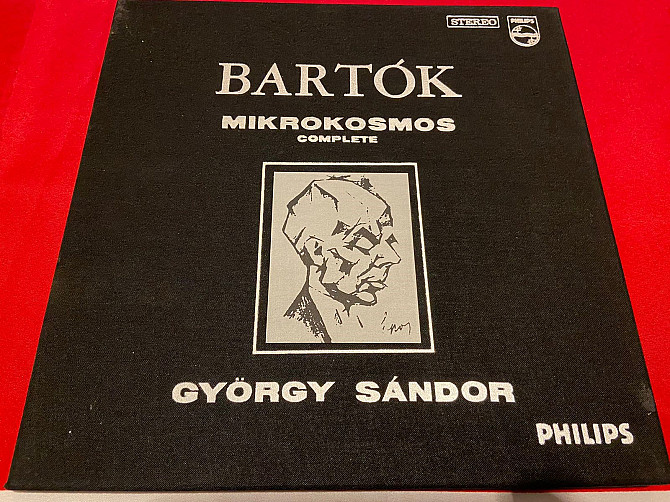 STEREO
PHILIPS
BARTÓK
MIKROKOSMOS
COMPLETE
GYÖRGY SÁNDOR
PHILIPS